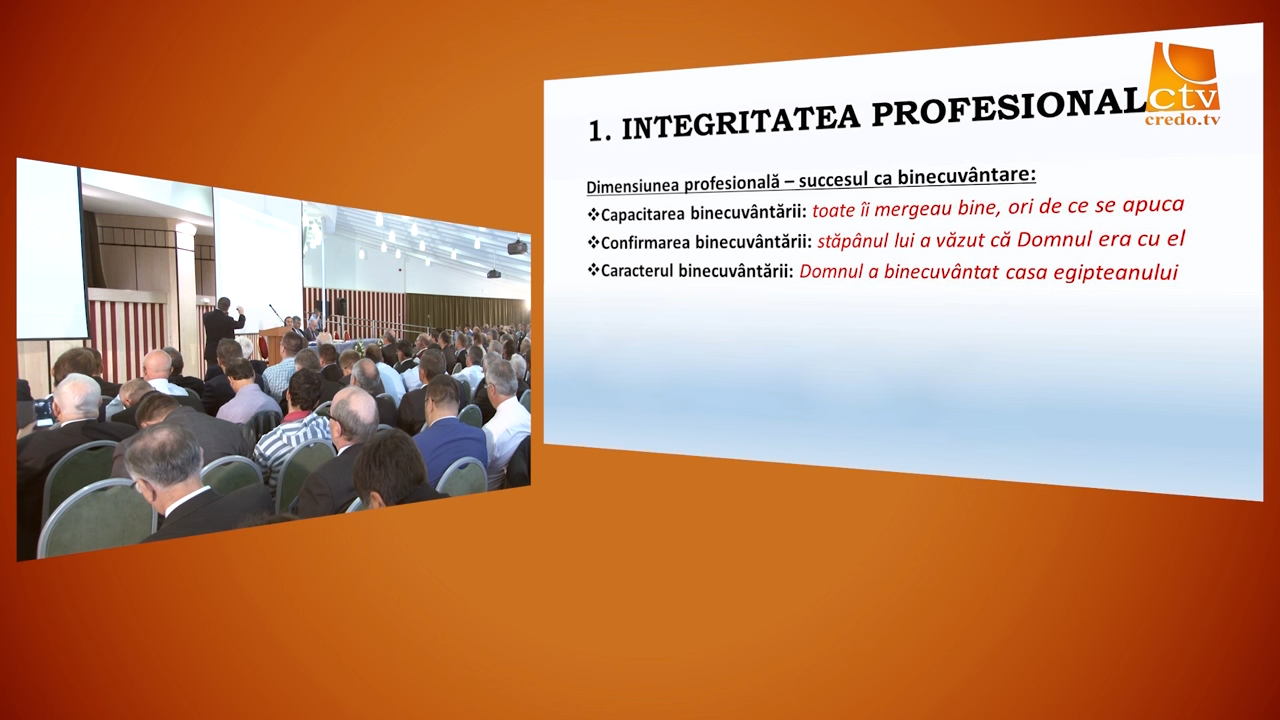 1. INTEGRITATEA PROFESIONAL
ctv
credo.tv
Dimensiunea profesională – succesul ca binecuvântare:
❖Capacitarea binecuvântării: toate îi mergeau bine, ori de ce se apuca
❖Confirmarea binecuvântării: stăpânul lui a văzut că Domnul era cu el
❖Caracterul binecuvântării: Domnul a binecuvântat casa egipteanului